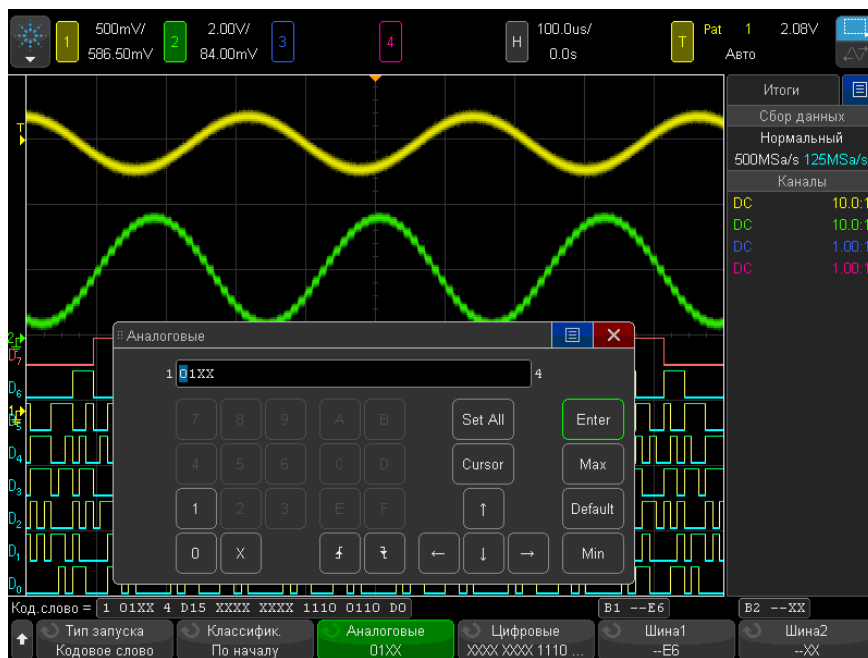 1 500mV/ 586.50mV
2 2.00V/ 84.00mV
3
4
H 100.0us/ 0.0s
T Pat 1 2.08V
Авто
Итоги
Сбор данных
Нормальный
500MSa/s 125MSa/s
Каналы
DC 10.0:1
DC 10.0:1
DC 1.00:1
DC 1.00:1
T
2
D7
D6
1
D4
D3
D2
D1
D0
Аналоговые
1 01XX 4
7 8 9 A B Set All Enter
4 5 6 C D Cursor Max
1 2 3 E F ↑ Default
0 X ← ↓ → Min
Код.слово = 1 01XX 4 D15 XXXX XXXX 1110 0110 D0 B1 --E6 B2 --XX
Тип запуска
Кодовое слово
Классифик.
По началу
Аналоговые
01XX
Цифровые
XXXX XXXX 1110 ...
Шина1
--E6
Шина2
--XX